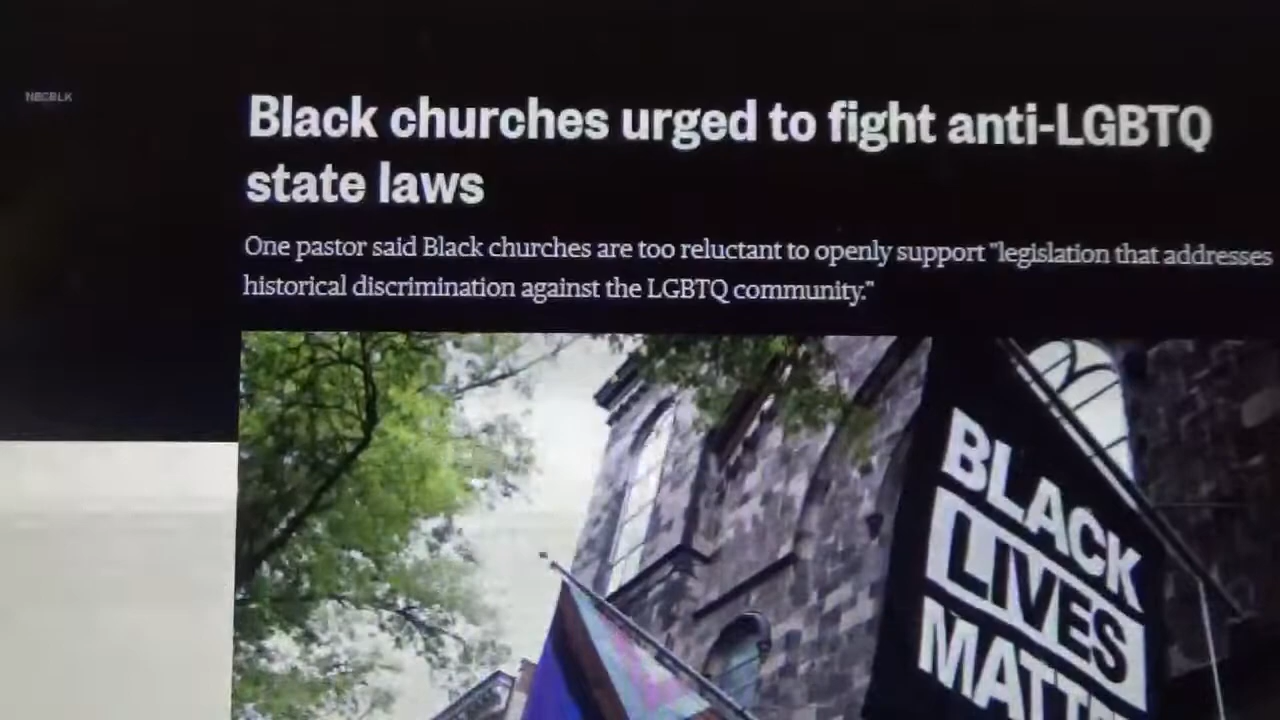 NBCBLK
Black churches urged to fight anti-LGBTQ
state laws
One pastor said Black churches are too reluctant to openly support "legislation that addresses
historical discrimination against the LGBTQ community."
BLACK
LIVES
MATTE